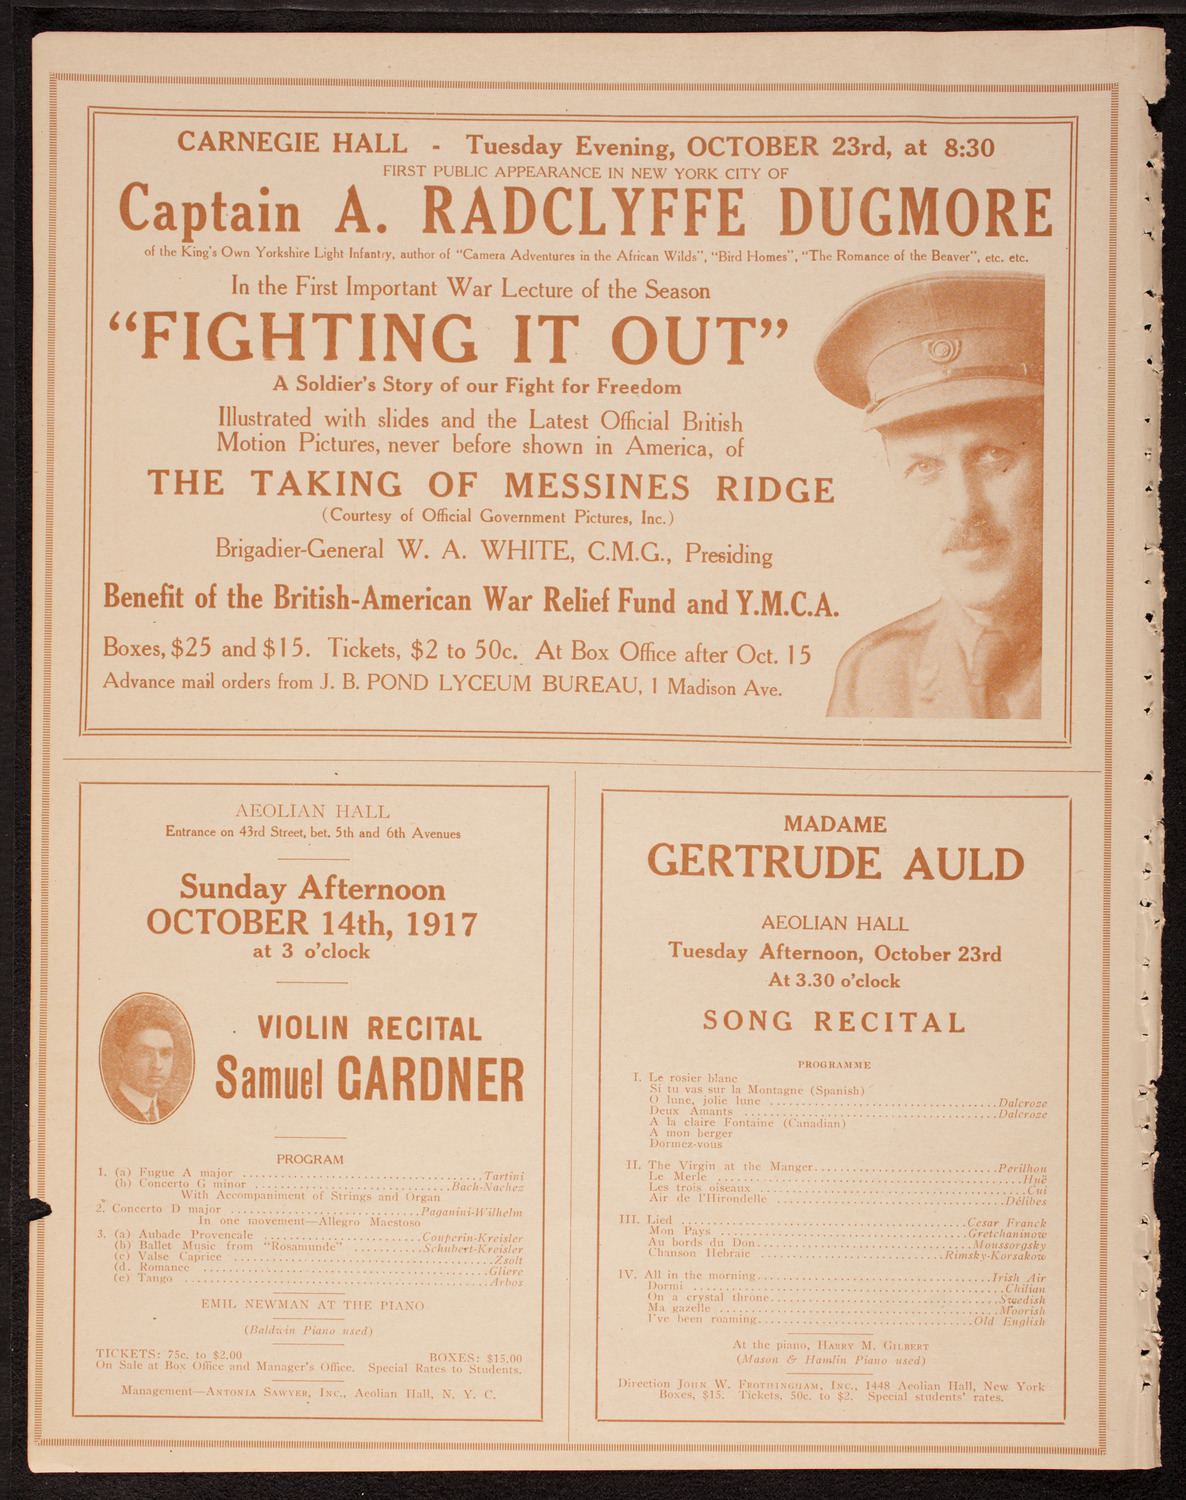 CARNEGIE HALL - Tuesday Evening, OCTOBER 23rd, at 8:30
FIRST PUBLIC APPEARANCE IN NEW YORK CITY OF
Captain A. RADCLYFFE DUGMORE
of the King's Own Yorkshire Light Infantry, author of "Camera Adventures in the African Wilds", "Bird Homes", "The Romance of the Beaver", etc. etc.
In the First Important War Lecture of the Season
"FIGHTING IT OUT"
A Soldier's Story of our Fight for Freedom
Illustrated with slides and the Latest Official British
Motion Pictures, never before shown in America, of
THE TAKING OF MESSINES RIDGE
(Courtesy of Official Government Pictures, Inc.)
Brigadier-General W. A. WHITE, C.M.G., Presiding
Benefit of the British-American War Relief Fund and Y.M.C.A.
Boxes, $25 and $15. Tickets, $2 to 50c. At Box Office after Oct. 15
Advance mail orders from J. B. POND LYCEUM BUREAU, 1 Madison Ave.
AEOLIAN HALL
Entrance on 43rd Street, bet. 5th and 6th Avenues
Sunday Afternoon
OCTOBER 14th, 1917
at 3 o'clock
VIOLIN RECITAL
Samuel GARDNER
PROGRAM
1. (a) Fugue A major ........ Tartini
(b) Concerto G minor ........ Bach-Nachez
With Accompaniment of Strings and Organ
2. Concerto D major ........ Paganini-Wilhelm
In one movement—Allegro Maestoso
3. (a) Aubade Provencale ........ Couperin-Kreisler
(b) Ballet Music from "Rosamunde" ........ Schubert-Kreisler
(c) Valse Caprice ........ Zsolt
(d. Romance ........ Gliere
(e) Tango ........ Arbos
EMIL NEWMAN AT THE PIANO
(Baldwin Piano used)
TICKETS: 75c. to $2.00 BOXES: $15.00
On Sale at Box Office and Manager's Office. Special Rates to Students.
Management—ANTONIA SAWYER, INC., Aeolian Hall, N. Y. C.
MADAME
GERTRUDE AULD
AEOLIAN HALL
Tuesday Afternoon, October 23rd
At 3.30 o'clock
SONG RECITAL
PROGRAMME
I. Le rosier blanc
Si tu vas sur la Montagne (Spanish)
O lune, jolie lune ........ Dalcroze
Deux Amants ........ Dalcroze
A la claire Fontaine (Canadian)
A mon berger
Dormez-vous
II. The Virgin at the Manger ........ Perilhou
Le Merle ........ Huë
Les trois oiseaux ........ Cui
Air de l'Hirondelle ........ Délibes
III. Lied ........ Cesar Franck
Mon Pays ........ Gretchaninow
Au bords du Don ........ Moussorgsky
Chanson Hebraic ........ Rimsky-Korsakow
IV. All in the morning ........ Irish Air
Dormi ........ Chilian
On a crystal throne ........ Swedish
Ma gazelle ........ Moorish
I've been roaming ........ Old English
At the piano, HARRY M. GILBERT
(Mason & Hamlin Piano used)
Direction JOHN W. FROTHINGHAM, INC., 1448 Aeolian Hall, New York
Boxes, $15. Tickets, 50c. to $2. Special students' rates.